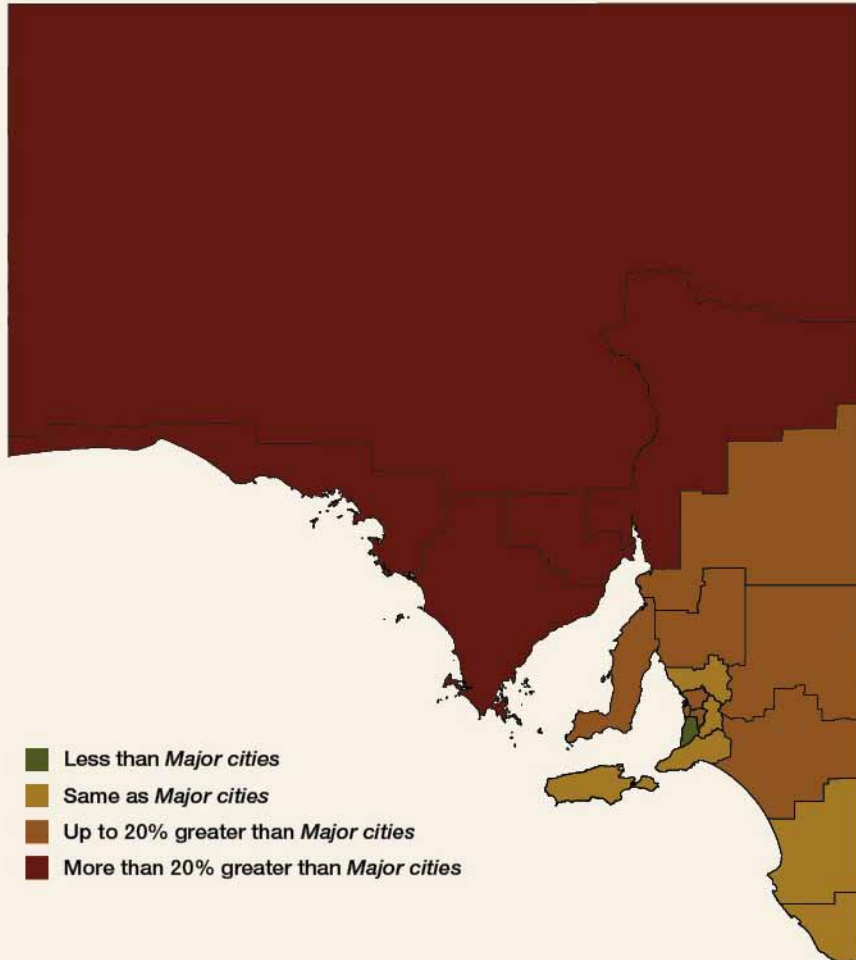 Less than Major cities
Same as Major cities
Up to 20% greater than Major cities
More than 20% greater than Major cities